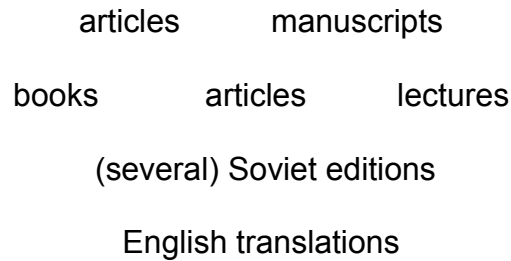 articles manuscripts
books articles lectures
(several) Soviet editions
English translations